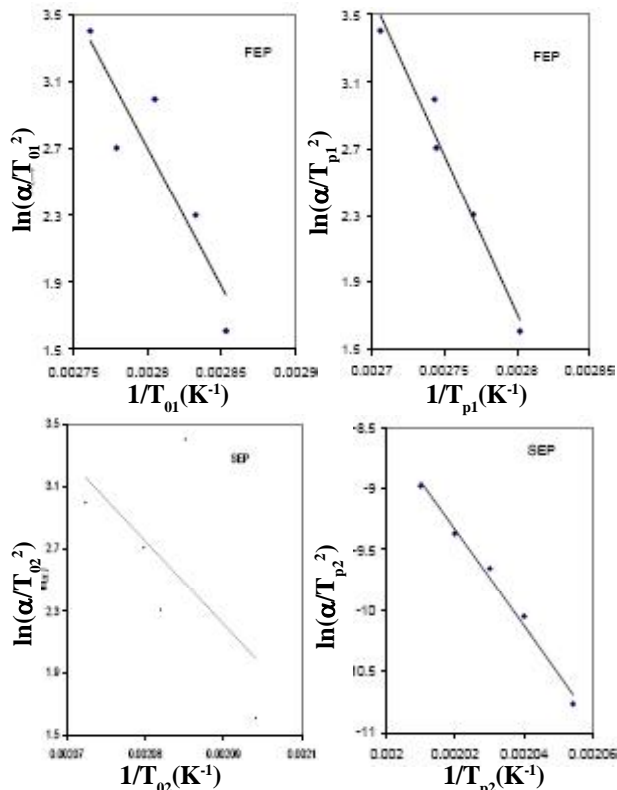 3.5
3.1
2.7
2.3
1.9
1.5
ln(α/T₀₁²)
FEP
0.00275 0.0028 0.00285 0.0029
1/T₀₁(K⁻¹)
3.5
3.1
2.7
2.3
1.9
1.5
ln(α/Tₚ₁²)
FEP
0.0027 0.00275 0.0028 0.00285
1/Tₚ₁(K⁻¹)
3.5
3.1
2.7
2.3
1.9
1.5
ln(α/T₀₂²)
SEP
0.00207 0.00208 0.00209 0.0021
1/T₀₂(K⁻¹)
-8.5
-9
-9.5
-10
-10.5
-11
ln(α/Tₚ₂²)
SEP
0.002 0.00202 0.00204 0.00206
1/Tₚ₂(K⁻¹)